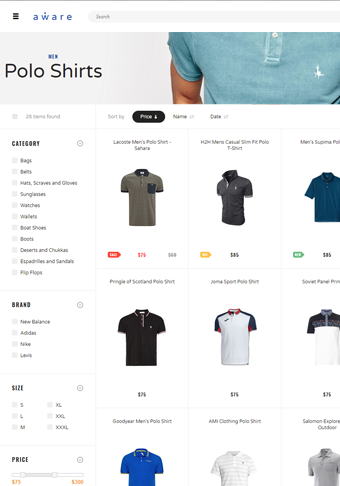 aware
Search
MEN
Polo Shirts
26 items found
Sort by
Price
Name
Date
CATEGORY
Bags
Belts
Hats, Scraves and Gloves
Sunglasses
Watches
Wallets
Boat Shoes
Boots
Deserts and Chukkas
Espadrilles and Sandals
Flip Flops
BRAND
New Balance
Adidas
Nike
Levis
SIZE
S
XL
L
XXL
M
XXXL
PRICE
$75
$300
Lacoste Men's Polo Shirt -
Sahara
SALE
$75
H2H Mens Casual Slim Fit Polo
T-Shirt
$85
Men's Supima Pol
NEW
$85
Pringle of Scotland Polo Shirt
$75
Joma Sport Polo Shirt
$75
Soviet Panel Prin
$75
Goodyear Men's Polo Shirt
AMI Clothing Polo Shirt
Salomon Explore
Outdoor